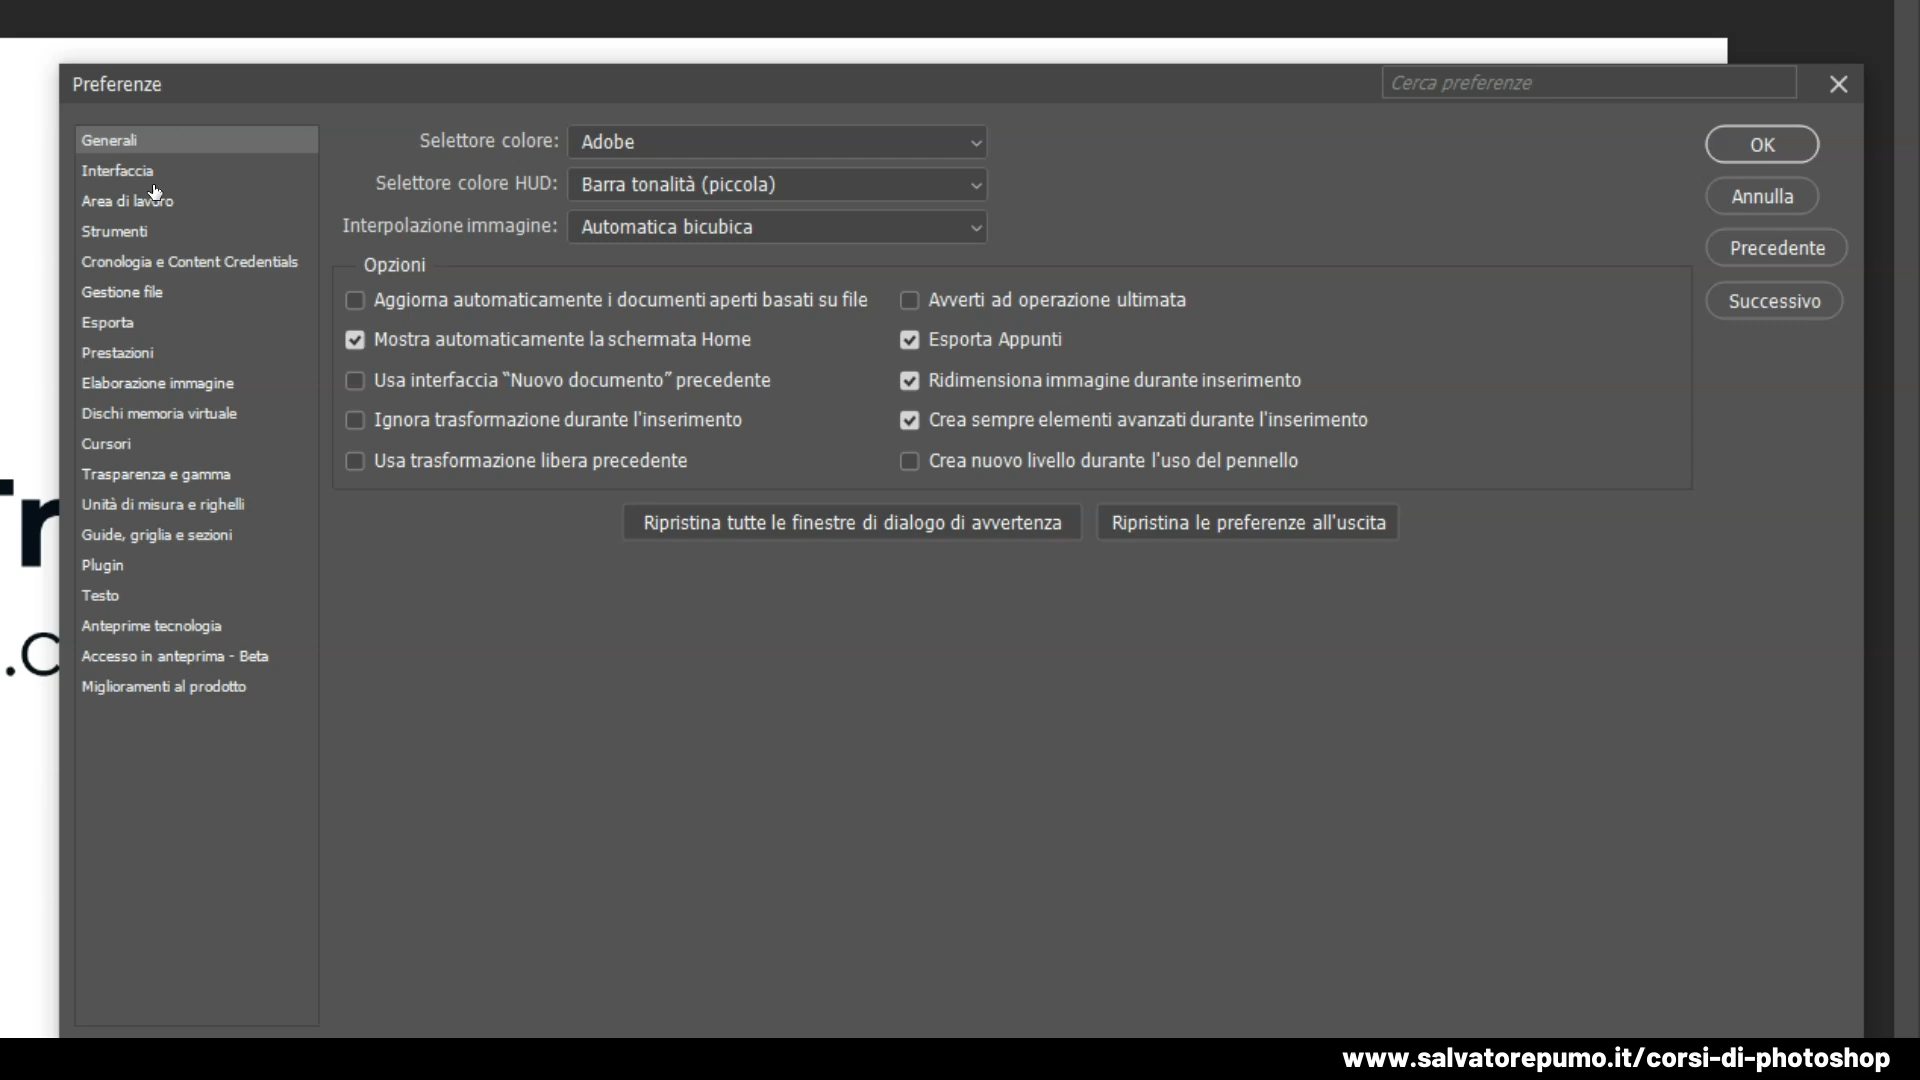 Preferenze
Cerca preferenze
Generali
Interfaccia
Area di lavoro
Strumenti
Cronologia e Content Credentials
Gestione file
Esporta
Prestazioni
Elaborazione immagine
Dischi memoria virtuale
Cursori
Trasparenza e gamma
Unità di misura e righelli
Guide, griglia e sezioni
Plugin
Testo
Anteprime tecnologia
Accesso in anteprima - Beta
Miglioramenti al prodotto
Selettore colore: Adobe
Selettore colore HUD: Barra tonalità (piccola)
Interpolazione immagine: Automatica bicubica
Opzioni
Aggiorna automaticamente i documenti aperti basati su file
Mostra automaticamente la schermata Home
Usa interfaccia “Nuovo documento” precedente
Ignora trasformazione durante l'inserimento
Usa trasformazione libera precedente
Avverti ad operazione ultimata
Esporta Appunti
Ridimensiona immagine durante inserimento
Crea sempre elementi avanzati durante l'inserimento
Crea nuovo livello durante l'uso del pennello
Ripristina tutte le finestre di dialogo di avvertenza
Ripristina le preferenze all'uscita
OK
Annulla
Precedente
Successivo
www.salvatorepumo.it/corsi-di-photoshop